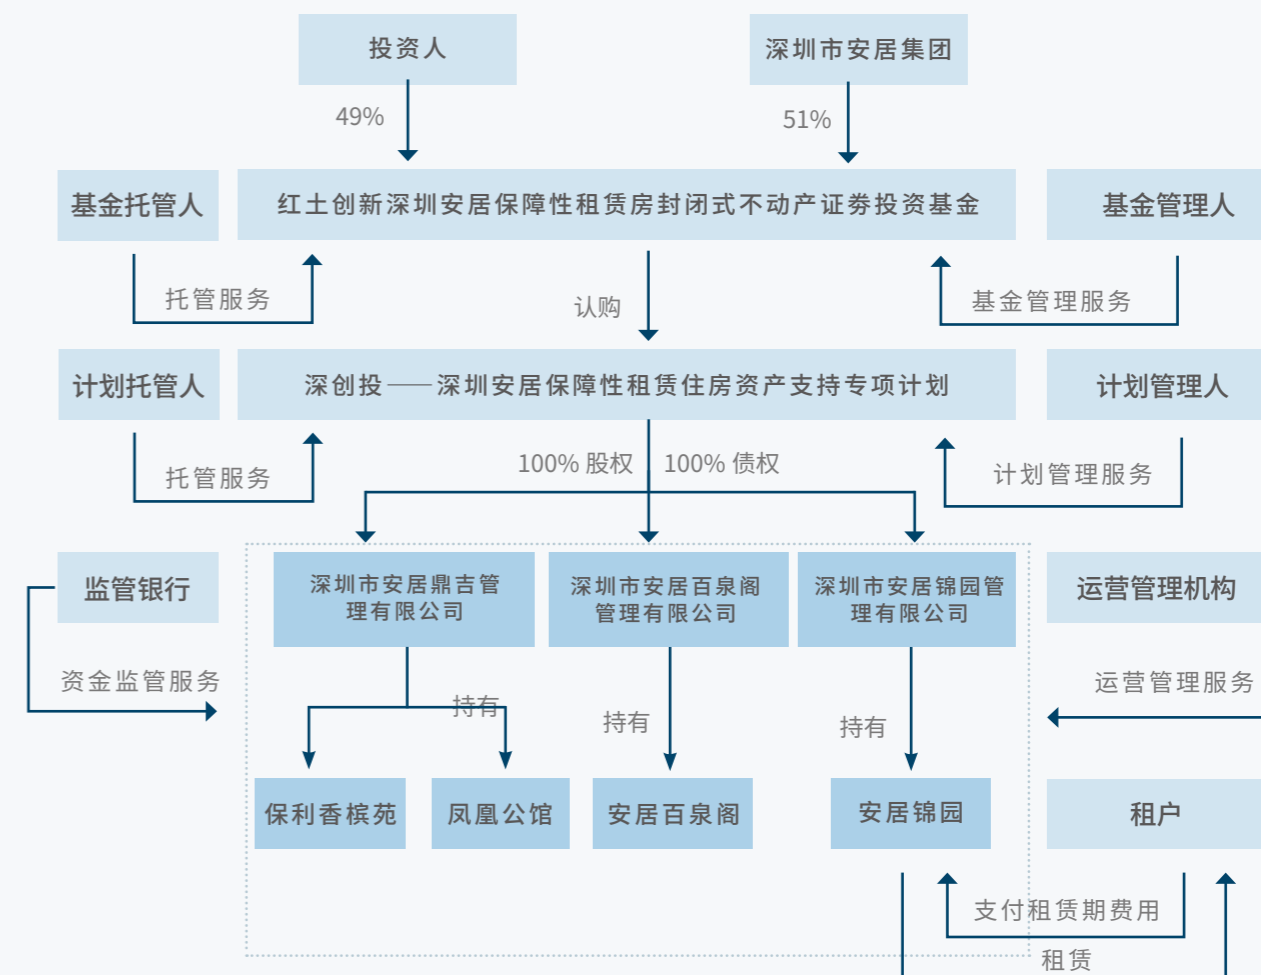 投资人
深圳市安居集团
49%
51%
基金托管人
红土创新深圳安居保障性租赁房封闭式不动产证券投资基金
基金管理人
托管服务
认购
基金管理服务
计划托管人
深创投——深圳安居保障性租赁住房资产支持专项计划
计划管理人
托管服务
100% 股权
100% 债权
计划管理服务
监管银行
深圳市安居鼎吉管
理有限公司
深圳市安居百泉阁
管理有限公司
深圳市安居锦园管
理有限公司
运营管理机构
资金监管服务
持有
持有
持有
运营管理服务
保利香槟苑
凤凰公馆
安居百泉阁
安居锦园
租户
支付租赁期费用
租赁